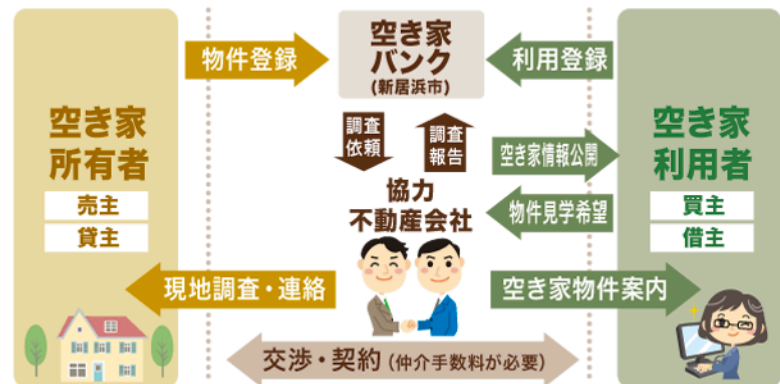 物件登録
空き家
バンク
(新居浜市)
利用登録
空き家
所有者
売主
貸主
調査
依頼
調査
報告
空き家情報公開
物件見学希望
空き家
利用者
買主
借主
協力
不動産会社
現地調査・連絡
空き家物件案内
交渉・契約(仲介手数料が必要)